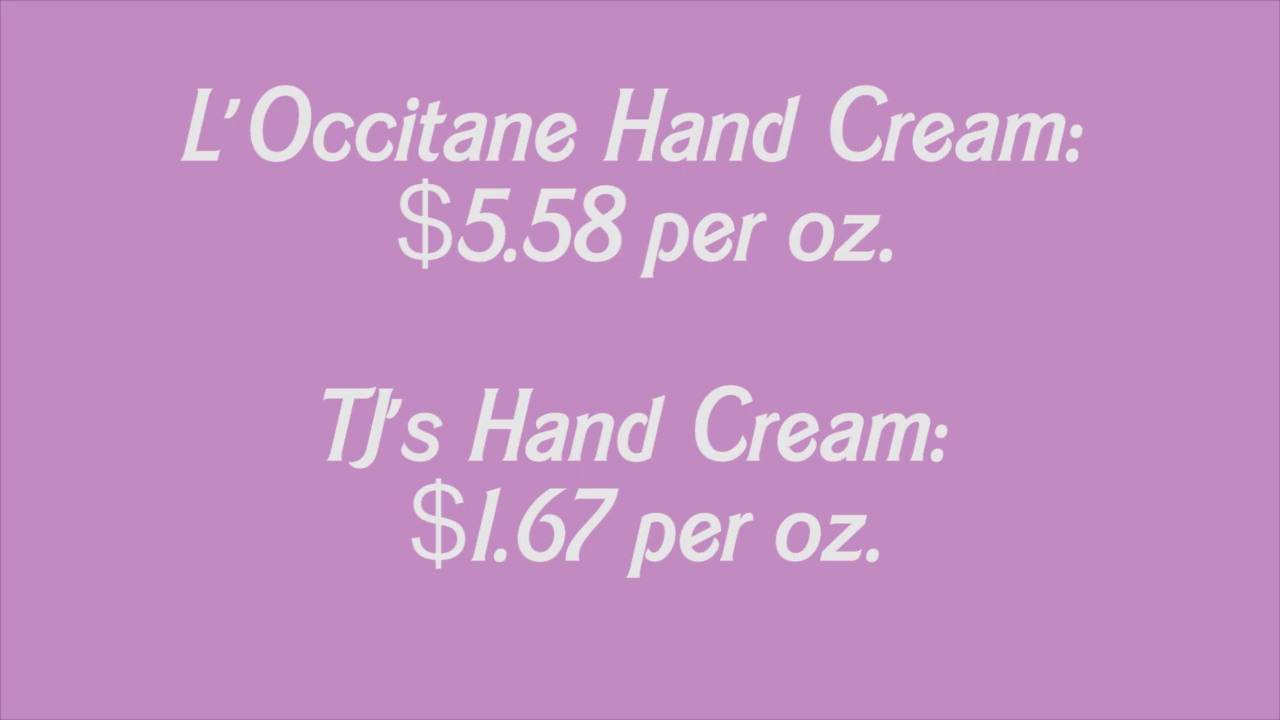 L'Occitane Hand Cream:
$5.58 per oz.
TJ's Hand Cream:
$1.67 per oz.